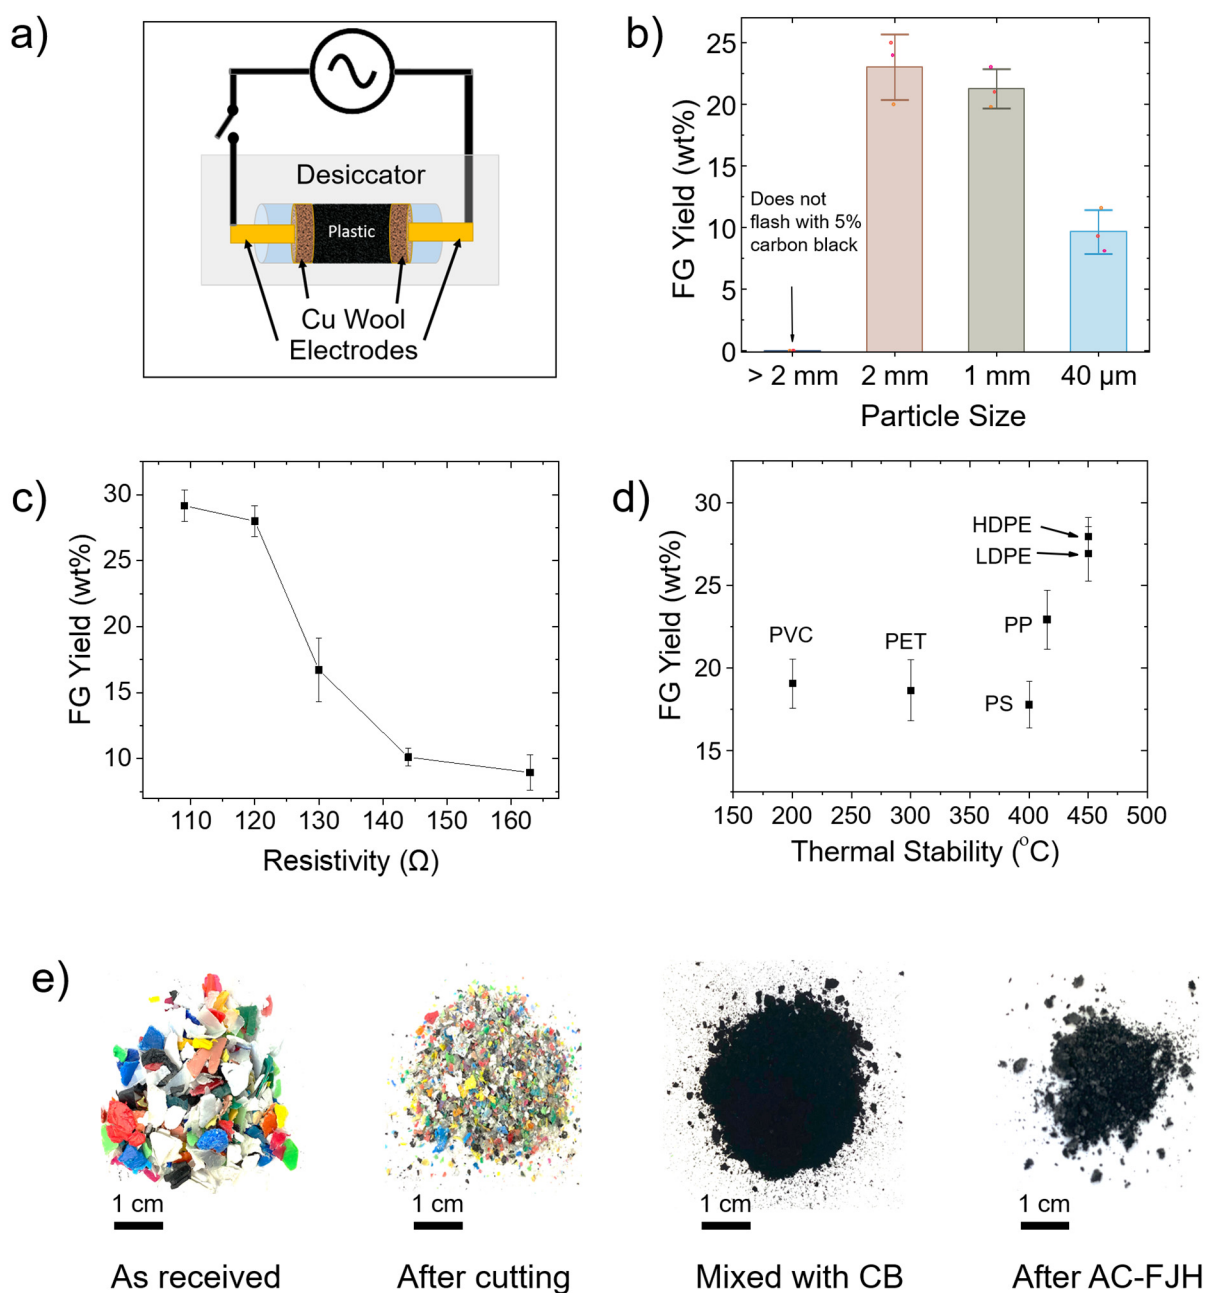 a)
Desiccator
Plastic
Cu Wool
Electrodes
b)
FG Yield (wt%)
25
20
15
10
5
0
Does not
flash with 5%
carbon black
> 2 mm
2 mm
1 mm
40 µm
Particle Size
c)
FG Yield (wt%)
30
25
20
15
10
110
120
130
140
150
160
Resistivity (Ω)
d)
FG Yield (wt%)
30
25
20
15
HDPE
LDPE
PP
PVC
PET
PS
150
200
250
300
350
400
450
500
Thermal Stability (°C)
e)
1 cm
1 cm
1 cm
1 cm
As received
After cutting
Mixed with CB
After AC-FJH